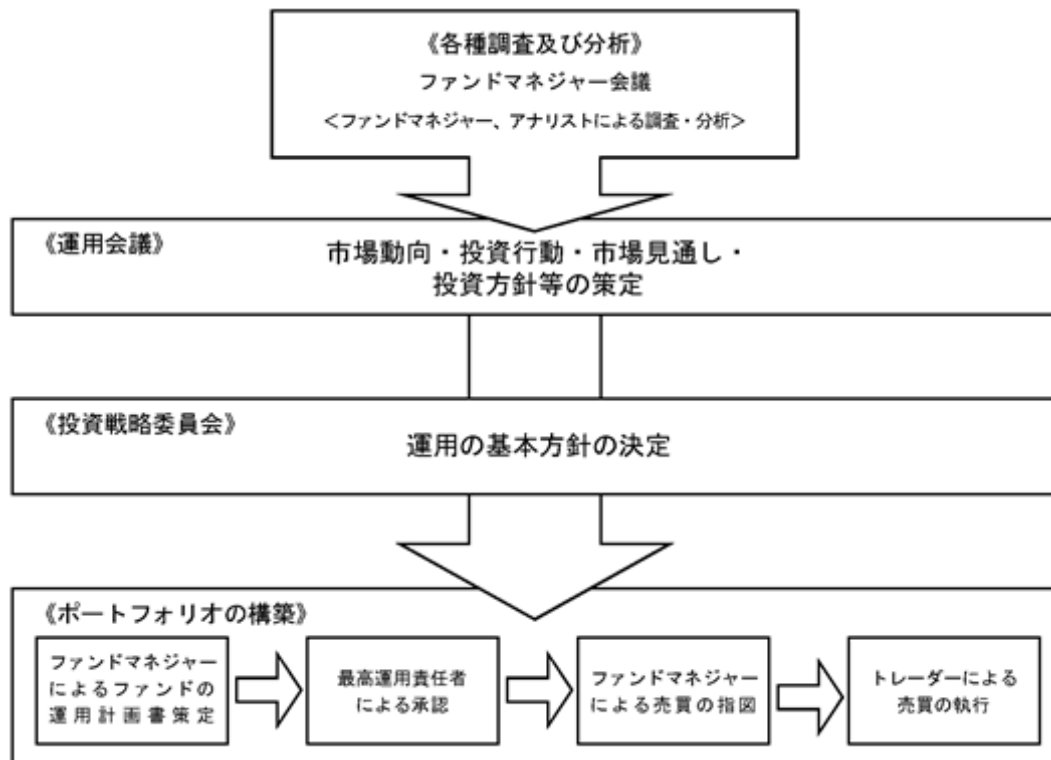 《各種調査及び分析》
ファンドマネジャー会議
＜ファンドマネジャー、アナリストによる調査・分析＞
《運用会議》
市場動向・投資行動・市場見通し・
投資方針等の策定
《投資戦略委員会》
運用の基本方針の決定
《ポートフォリオの構築》
ファンドマネジャー
によるファンドの
運用計画書策定
最高運用責任者
による承認
ファンドマネジャー
による売買の指図
トレーダーによる
売買の執行